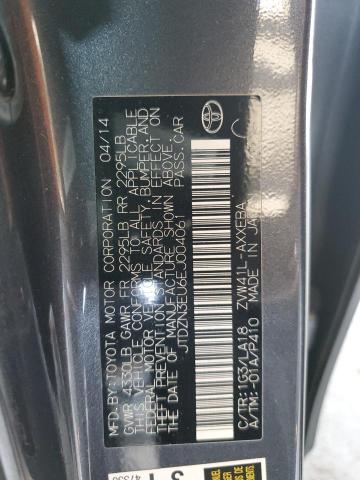 MFD.BY:TOYOTA MOTOR CORPORATION 04/14
GVWR 4330LB GAWR FR 2295LB RR 2295LB
THIS VEHICLE CONFORMS TO ALL APPLICABLE
FEDERAL MOTOR VEHICLE SAFETY, BUMPER, AND
THEFT PREVENTION STANDARDS IN EFFECT ON THE
DATE OF MANUFACTURE SHOWN ABOVE.
JTDZN3EU6EJ004061 PASS.CAR
C/TR:1G3/LA18 ZVW41L-AXXEBA
A/TM:-01A/P410 MADE IN JAPAN